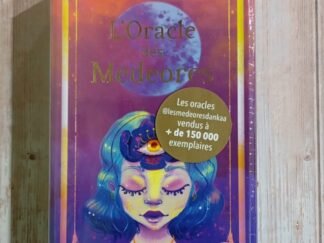 L'Oracle
des
Medeores
Les oracles
@lesmedeoresdankaa
vendus à
+ de 150 000
exemplaires